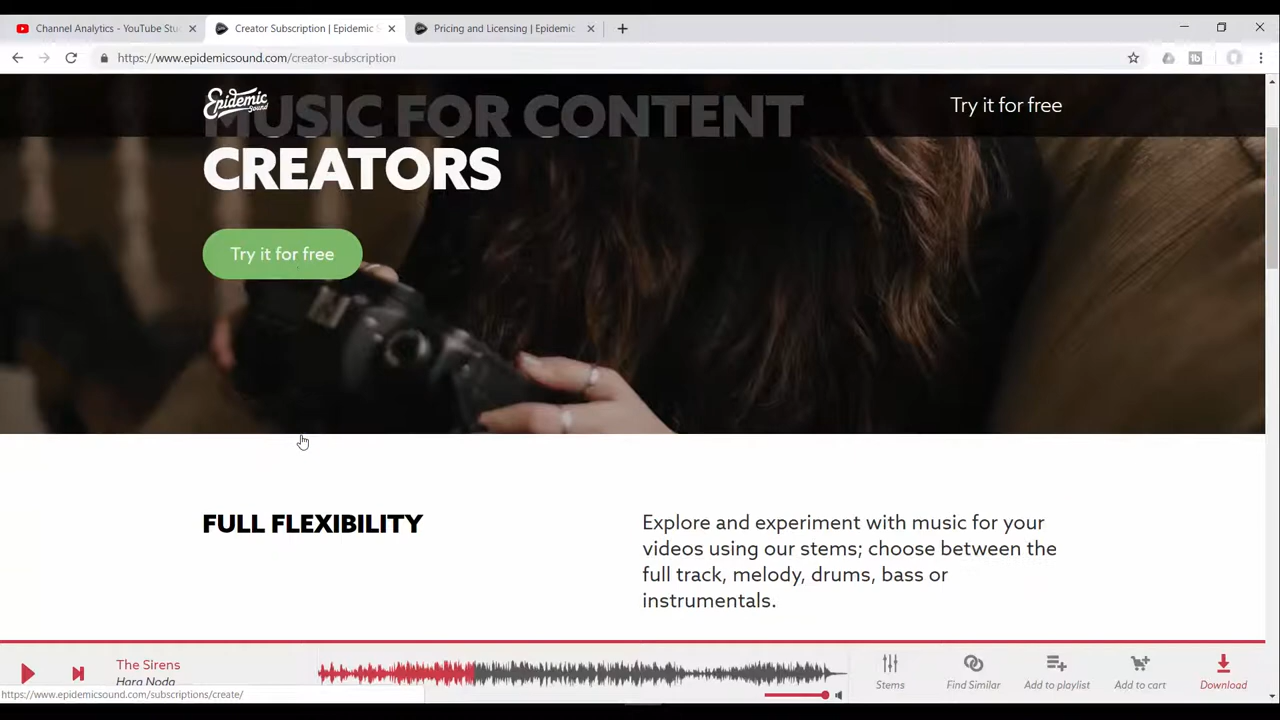 Channel Analytics - YouTube Stu
Creator Subscription | Epidemic S
Pricing and Licensing | Epidemic
https://www.epidemicsound.com/creator-subscription
Epidemic
Sound
Try it for free
MUSIC FOR CONTENT
CREATORS
Try it for free
FULL FLEXIBILITY
Explore and experiment with music for your
videos using our stems; choose between the
full track, melody, drums, bass or
instrumentals.
The Sirens
Hara Noda
Stems
Find Similar
Add to playlist
Add to cart
Download
https://www.epidemicsound.com/subscriptions/create/